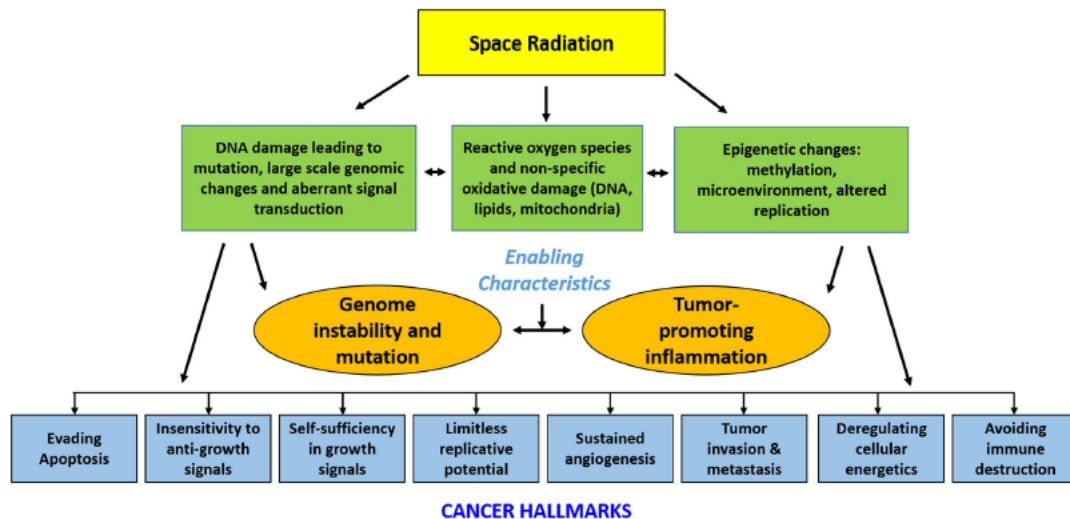 Space Radiation
DNA damage leading to
mutation, large scale genomic
changes and aberrant signal
transduction
Reactive oxygen species
and non-specific
oxidative damage (DNA,
lipids, mitochondria)
Epigenetic changes:
methylation,
microenvironment, altered
replication
Enabling
Characteristics
Genome
instability and
mutation
Tumor-
promoting
inflammation
Evading
Apoptosis
Insensitivity to
anti-growth
signals
Self-sufficiency
in growth
signals
Limitless
replicative
potential
Sustained
angiogenesis
Tumor
invasion &
metastasis
Deregulating
cellular
energetics
Avoiding
immune
destruction
CANCER HALLMARKS